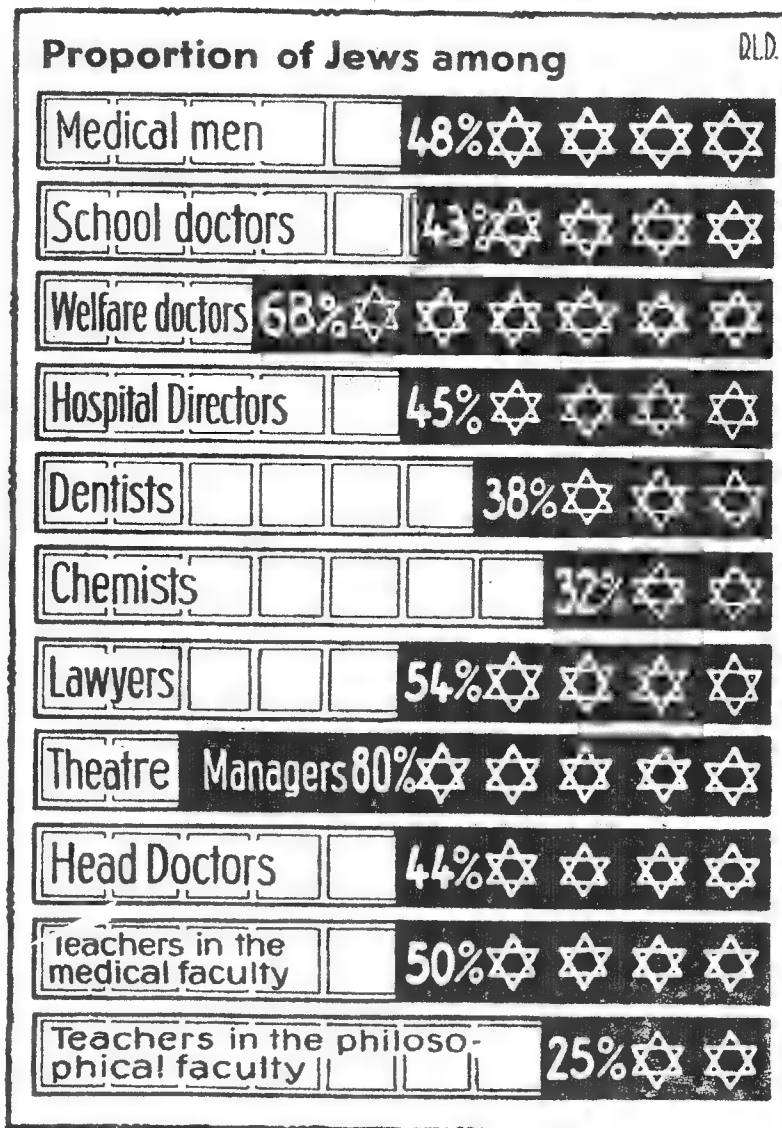 Proportion of Jews among
Medical men 48%
School doctors 43%
Welfare doctors 68%
Hospital Directors 45%
Dentists 38%
Chemists 32%
Lawyers 54%
Theatre Managers 80%
Head Doctors 44%
Teachers in the
medical faculty 50%
Teachers in the philoso-
phical faculty 25%